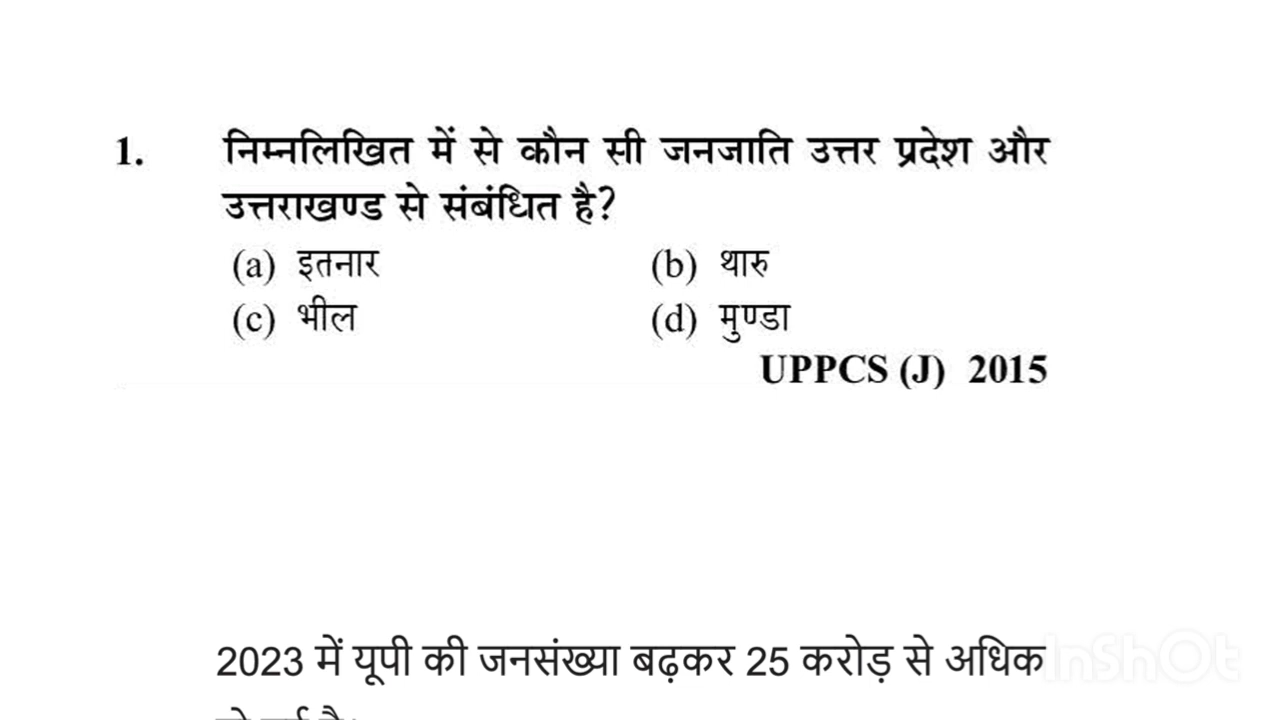 1. निम्नलिखित में से कौन सी जनजाति उत्तर प्रदेश और
उत्तराखण्ड से संबंधित है?
(a) इतनार (b) थारु
(c) भील (d) मुण्डा
UPPCS (J) 2015
2023 में यूपी की जनसंख्या बढ़कर 25 करोड़ से अधिक
InShOt